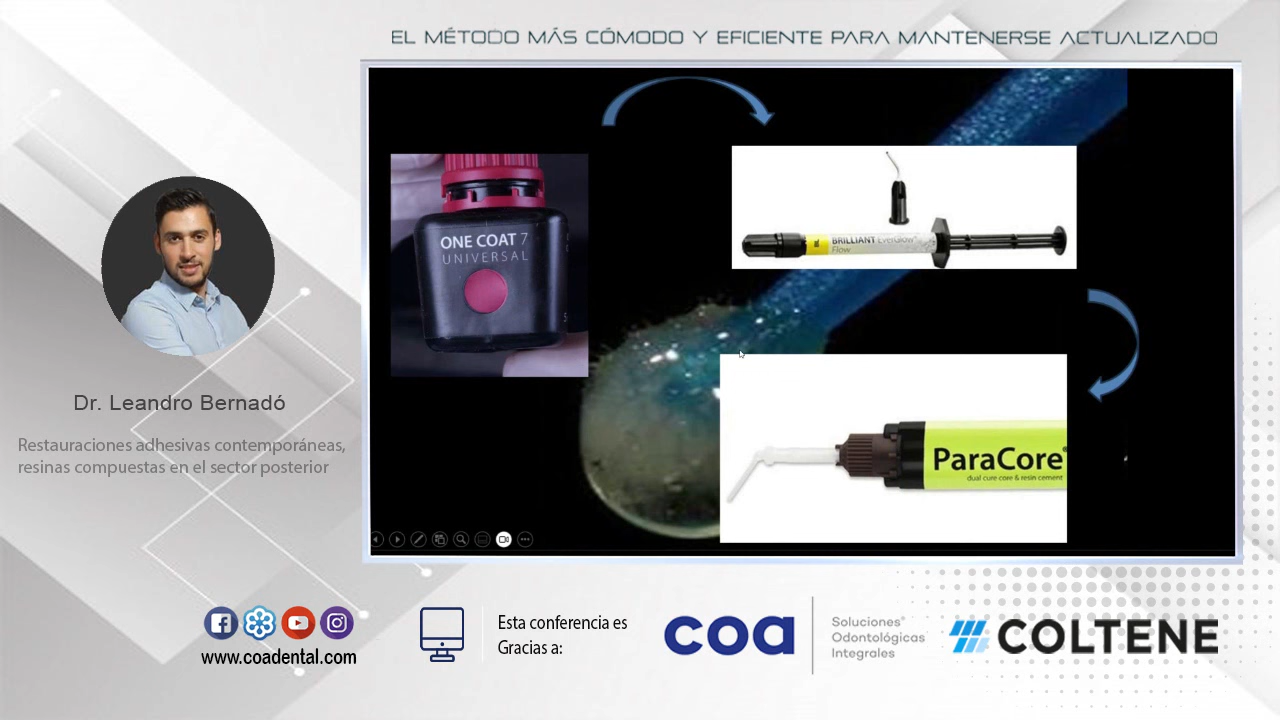 EL MÉTODO MÁS CÓMODO Y EFICIENTE PARA MANTENERSE ACTUALIZADO
ONE COAT 7
UNIVERSAL
BRILLIANT EverGlow®
Flow
ParaCore®
dual cure core & resin cement
Dr. Leandro Bernadó
Restauraciones adhesivas contemporáneas,
resinas compuestas en el sector posterior
www.coadental.com
Esta conferencia es
Gracias a:
coa
Soluciones®
Odontológicas
Integrales
COLTENE